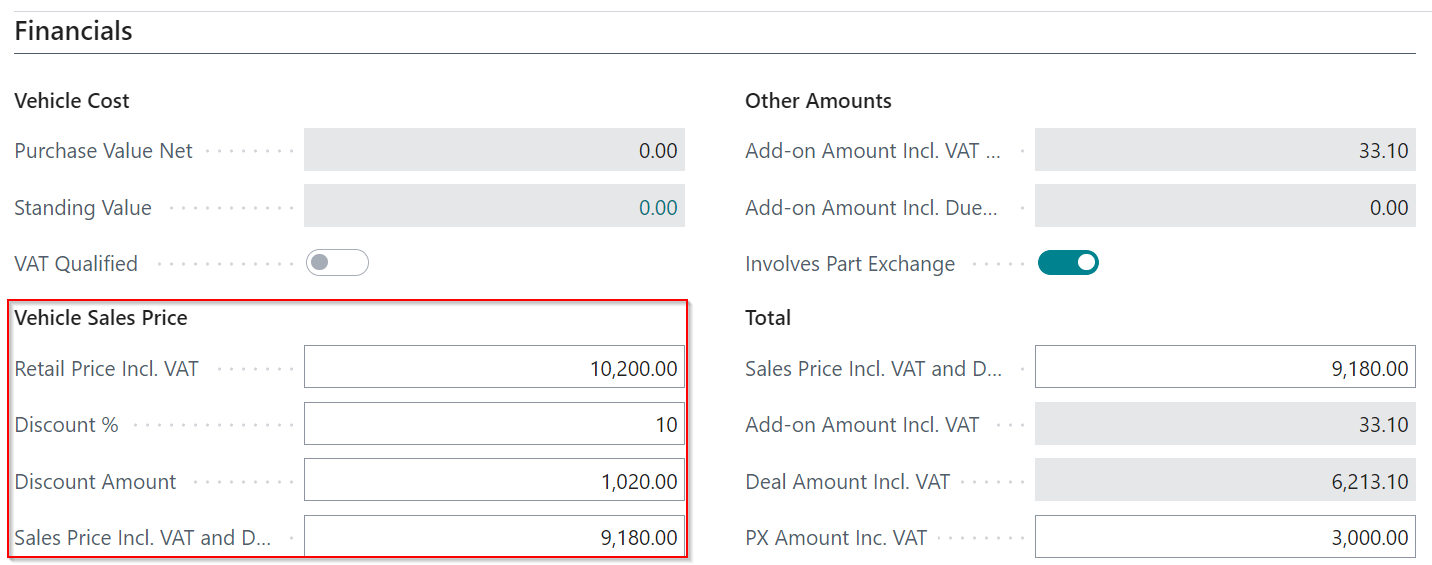 Financials
Vehicle Cost
Purchase Value Net 0.00
Standing Value 0.00
VAT Qualified
Vehicle Sales Price
Retail Price Incl. VAT 10,200.00
Discount % 10
Discount Amount 1,020.00
Sales Price Incl. VAT and D... 9,180.00
Other Amounts
Add-on Amount Incl. VAT ... 33.10
Add-on Amount Incl. Due... 0.00
Involves Part Exchange
Total
Sales Price Incl. VAT and D... 9,180.00
Add-on Amount Incl. VAT 33.10
Deal Amount Incl. VAT 6,213.10
PX Amount Inc. VAT 3,000.00